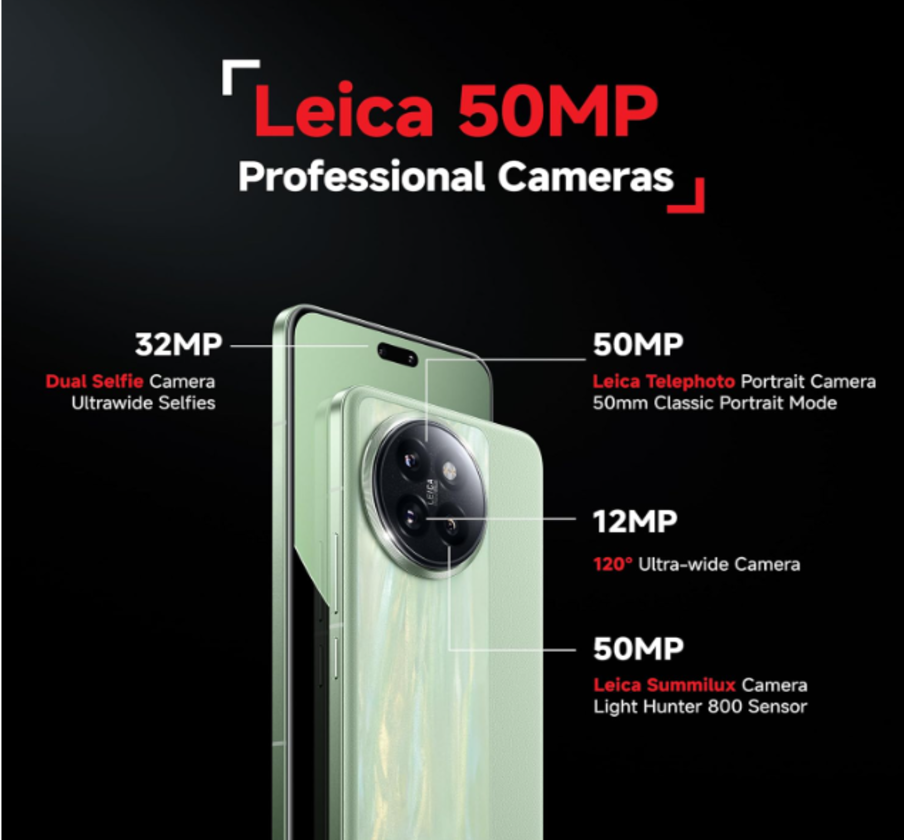 Leica 50MP
Professional Cameras
32MP
Dual Selfie Camera
Ultrawide Selfies
50MP
Leica Telephoto Portrait Camera
50mm Classic Portrait Mode
LEICA
12MP
120° Ultra-wide Camera
50MP
Leica Summilux Camera
Light Hunter 800 Sensor